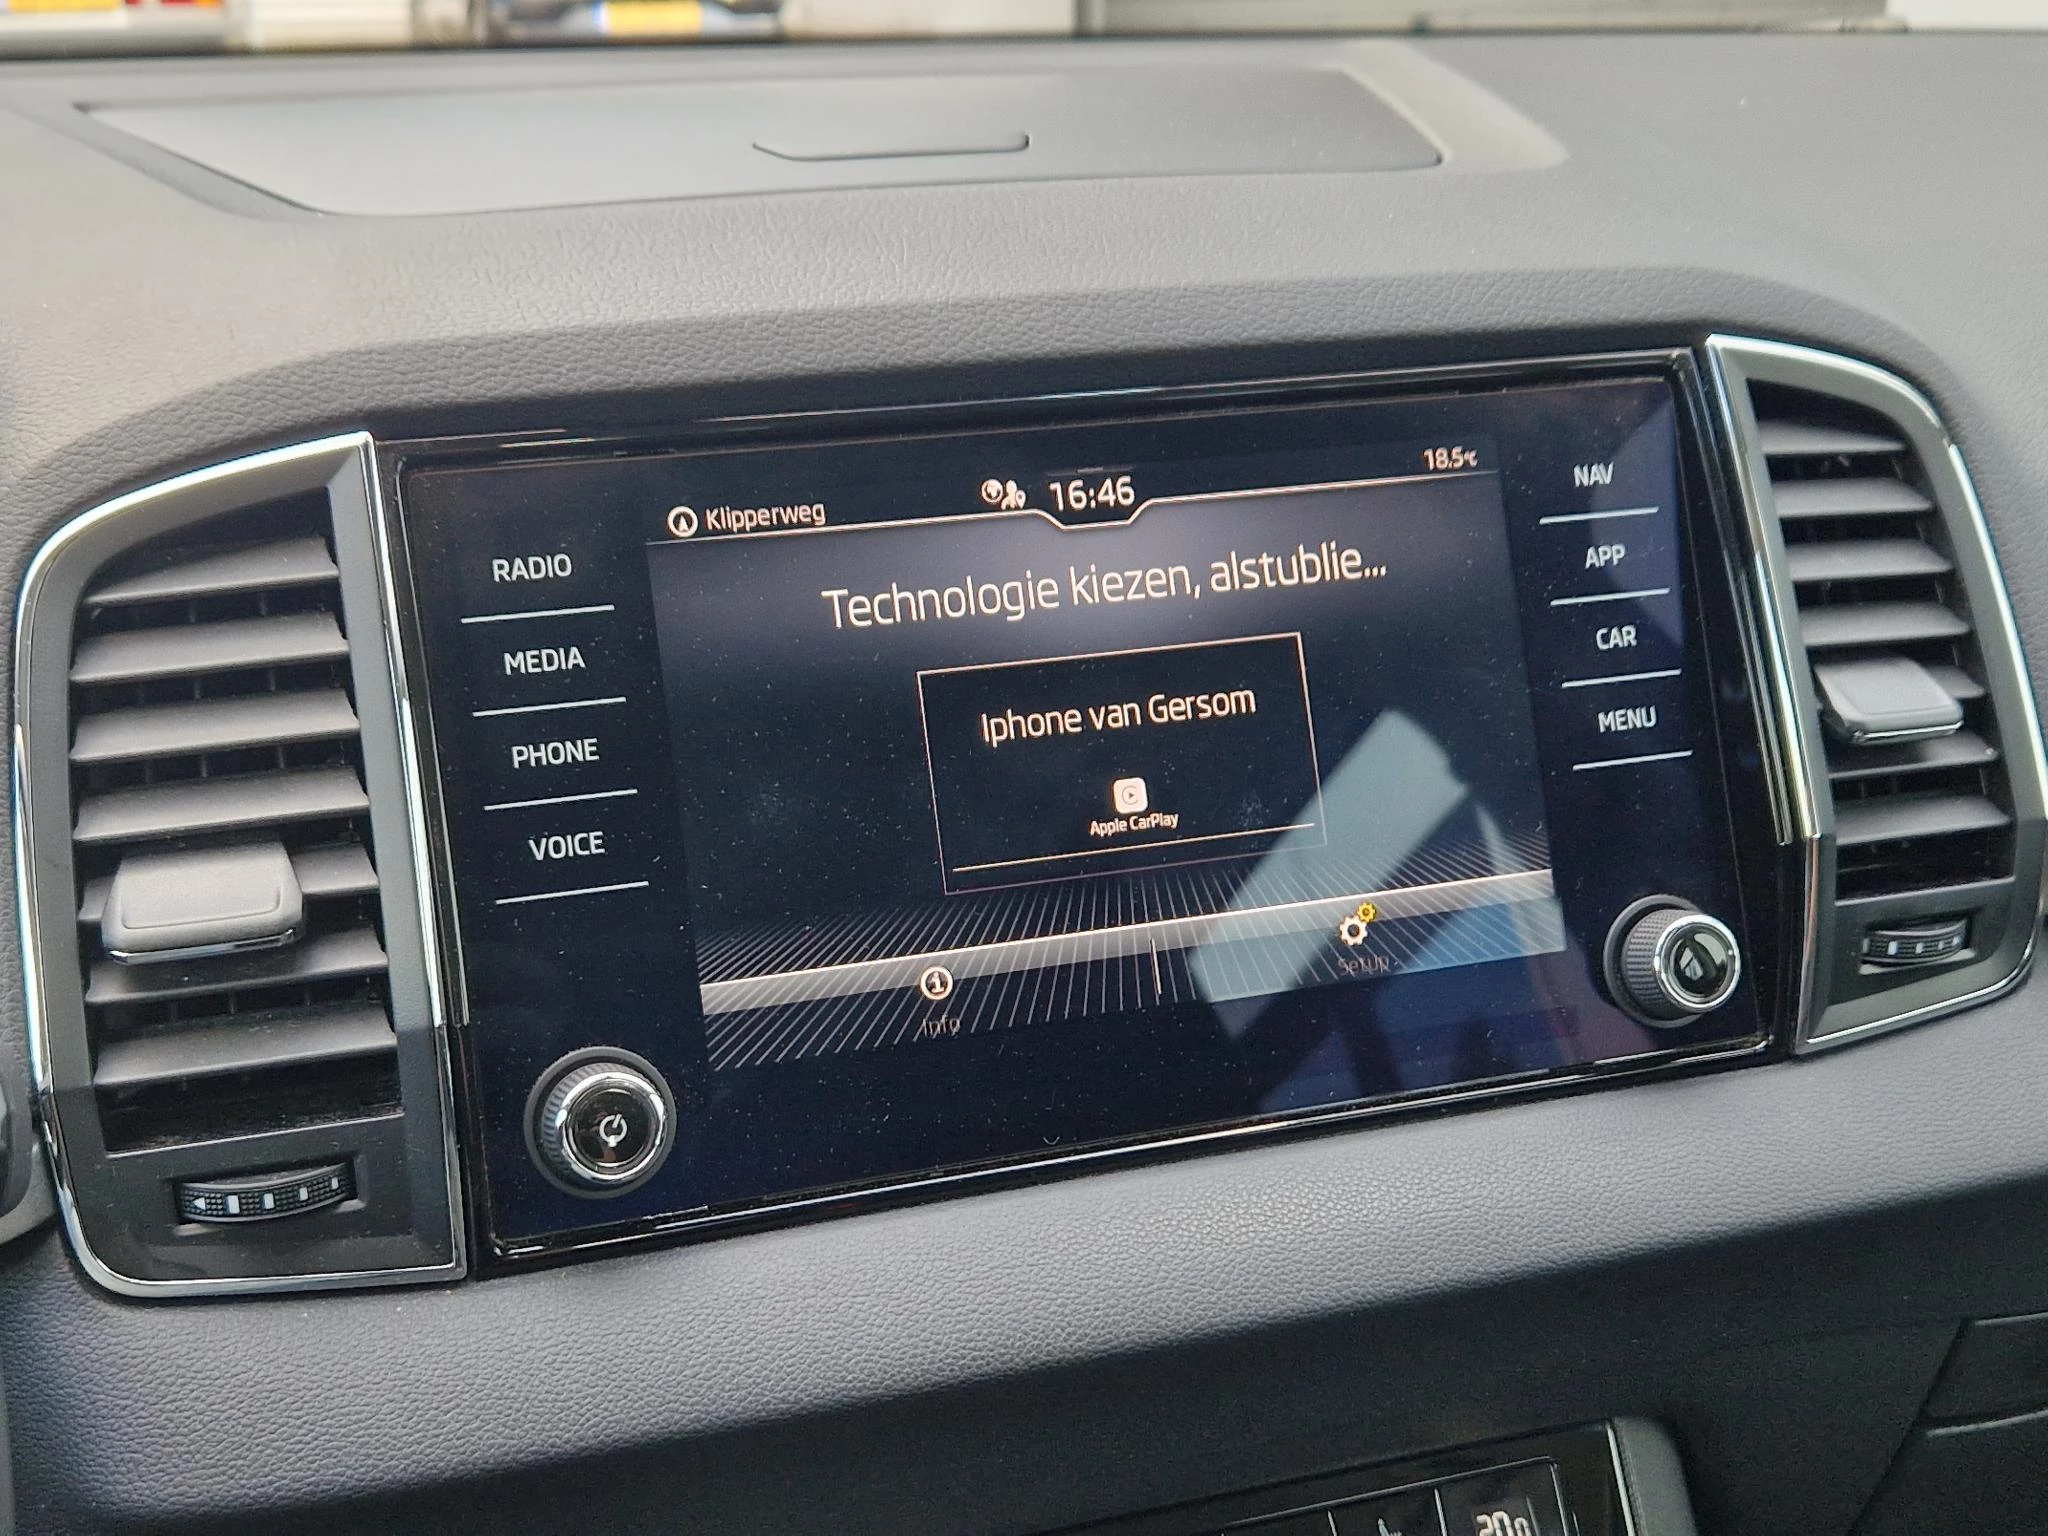 Klipperweg
16:46
18.5°C
Technologie kiezen, alstublie...
Iphone van Gersom
Apple CarPlay
Info
SetUp
RADIO
MEDIA
PHONE
VOICE
NAV
APP
CAR
MENU